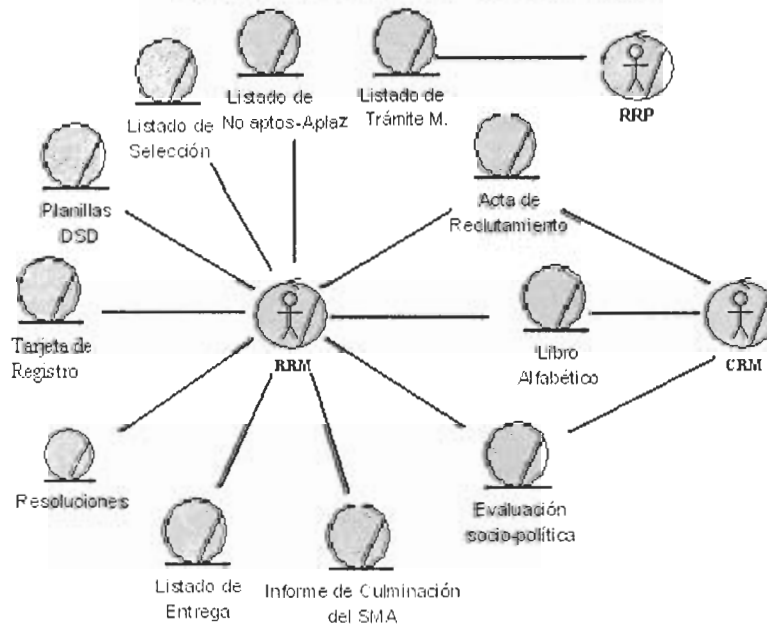 Listado de
No aptos-Aplaz
Listado de
Trámite M.
RRP
Listado de
Selección
Planillas
DSD
Acta de
Reclutamiento
Tarjeta de
Registro
RRM
Libro
Alfabético
CRM
Resoluciones
Evaluación
socio-política
Listado de
Entrega
Informe de Culminación
del SMA